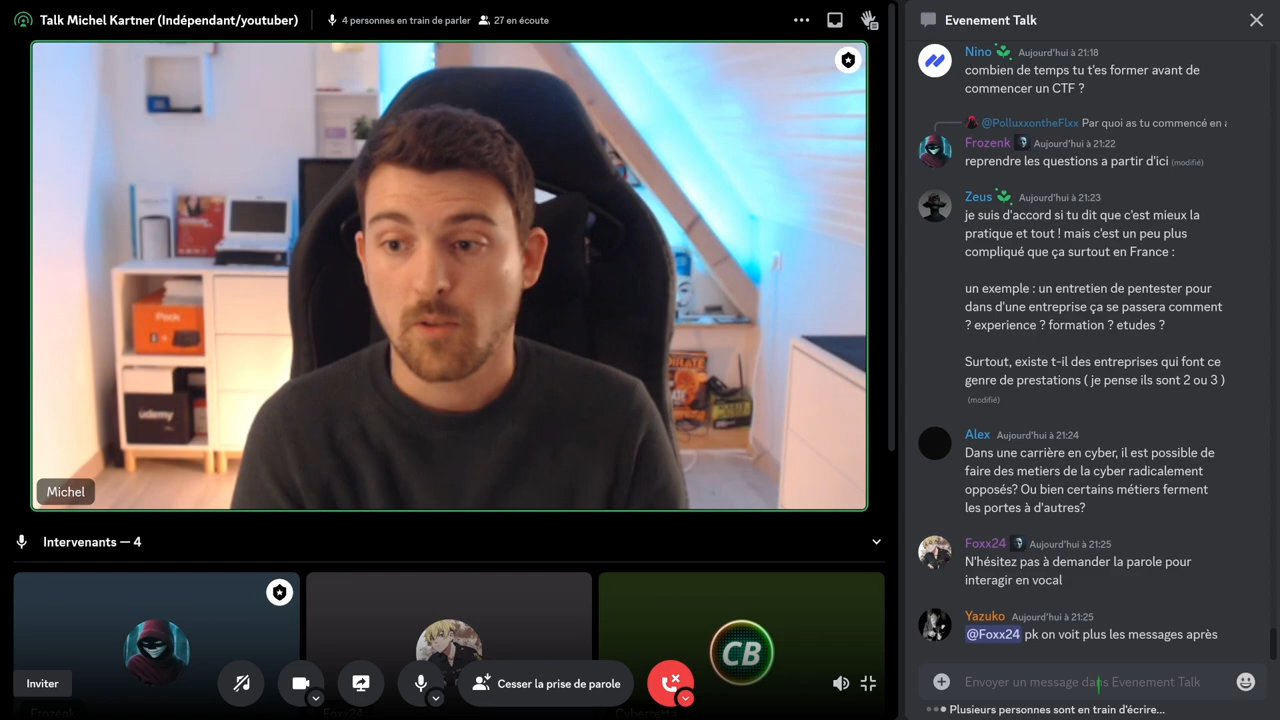 Talk Michel Kartner (Indépendant/youtuber)
4 personnes en train de parler
27 en écoute
Pack
ûdemy
PIRATE
Michel
Intervenants — 4
CB
Inviter
Cesser la prise de parole
Frozenk
Foxx24
Evenement Talk
Nino Aujourd'hui à 21:18
combien de temps tu t'es former avant de
commencer un CTF ?
@PolluxxontheFlxx Par quoi as tu commencé en
Frozenk Aujourd'hui à 21:22
reprendre les questions a partir d'ici (modifié)
Zeus Aujourd'hui à 21:23
je suis d'accord si tu dit que c'est mieux la
pratique et tout ! mais c'est un peu plus
compliqué que ça surtout en France :
un exemple : un entretien de pentester pour
dans d'une entreprise ça se passera comment
? experience ? formation ? etudes ?
Surtout, existe t-il des entreprises qui font ce
genre de prestations ( je pense ils sont 2 ou 3 )
(modifié)
Alex Aujourd'hui à 21:24
Dans une carrière en cyber, il est possible de
faire des metiers de la cyber radicalement
opposés? Ou bien certains métiers ferment
les portes à d'autres?
Foxx24 Aujourd'hui à 21:25
N'hésitez pas à demander la parole pour
interagir en vocal
Yazuko Aujourd'hui à 21:25
@Foxx24 pk on voit plus les messages après
Envoyer un message dans Evenement Talk
Plusieurs personnes sont en train d'écrire...